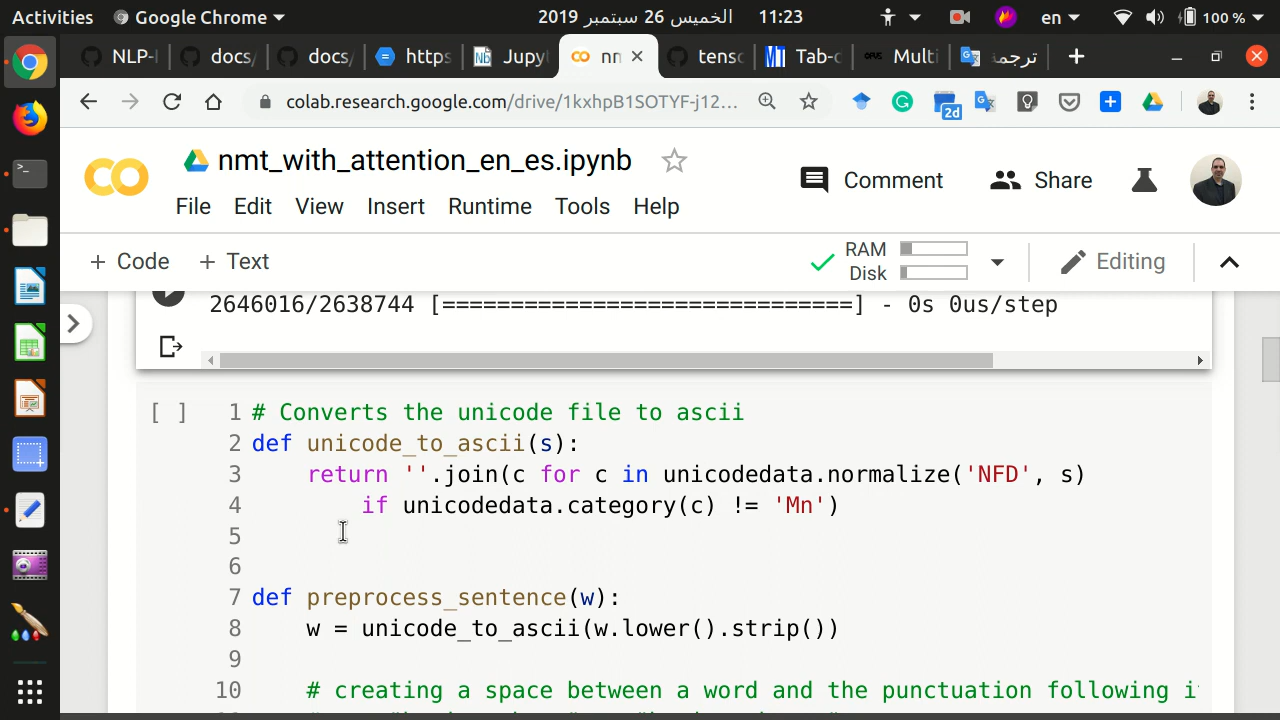 Activities Google Chrome الخميس 26 سبتمبر 2019 11:23 en 100 %
NLP- docs/ docs/ https Jupy nn tensc Tab-c Multi ترجمة
colab.research.google.com/drive/1kxhpB1SOTYF-j12...
2d
nmt_with_attention_en_es.ipynb
Comment Share
File Edit View Insert Runtime Tools Help
+ Code + Text RAM Disk Editing
2646016/2638744 [==============================] - 0s 0us/step
[ ] 1 # Converts the unicode file to ascii
2 def unicode_to_ascii(s):
3 return ''.join(c for c in unicodedata.normalize('NFD', s)
4 if unicodedata.category(c) != 'Mn')
5
6
7 def preprocess_sentence(w):
8 w = unicode_to_ascii(w.lower().strip())
9
10 # creating a space between a word and the punctuation following i